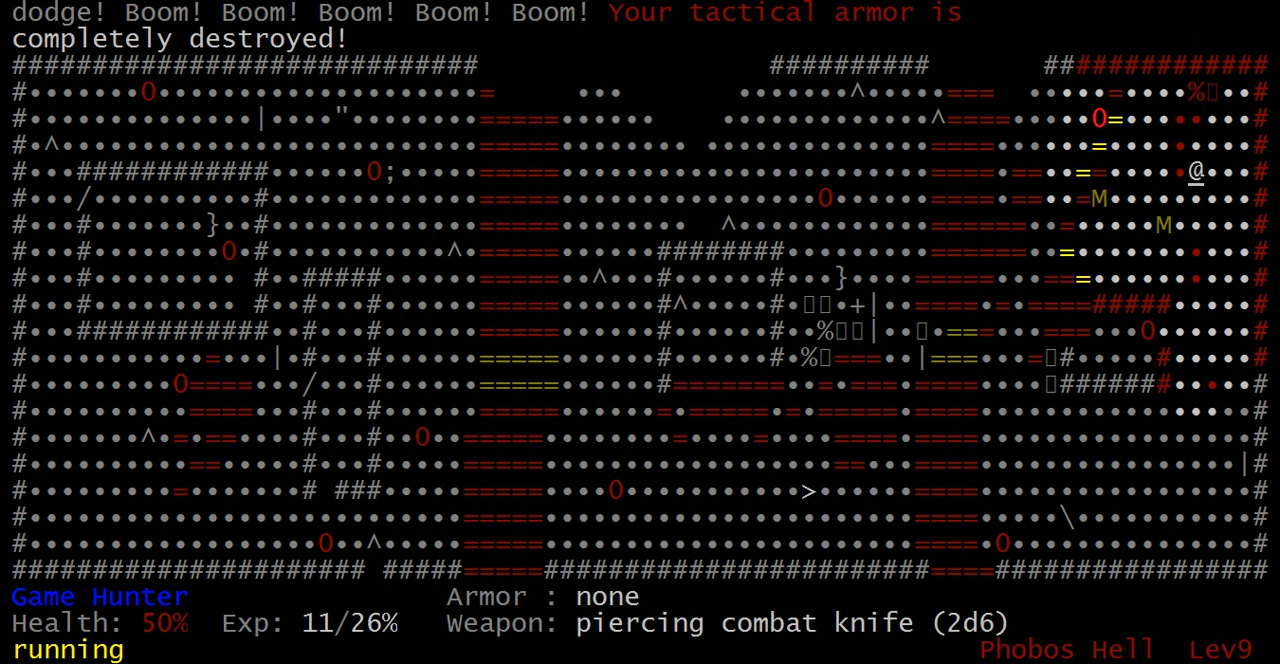 dodge! Boom! Boom! Boom! Boom! Boom! Your tactical armor is
completely destroyed!
Game Hunter Armor : none
Health: 50% Exp: 11/26% Weapon: piercing combat knife (2d6)
running Phobos Hell Lev9